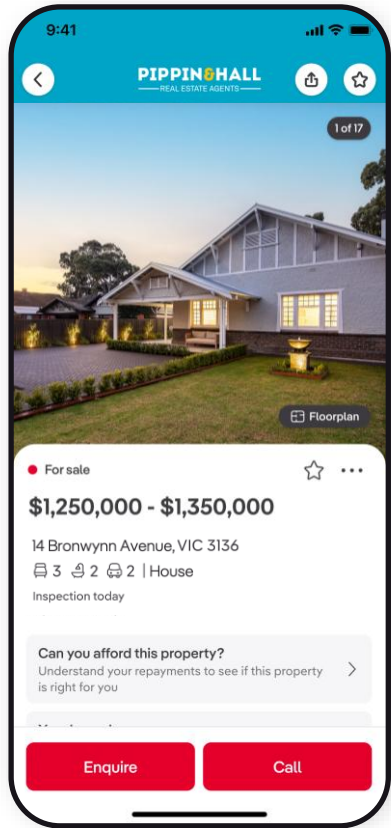 9:41
PIPPIN&HALL
REAL ESTATE AGENTS
1 of 17
Floorplan
For sale
$1,250,000 - $1,350,000
14 Bronwynn Avenue, VIC 3136
3 2 2 | House
Inspection today
Can you afford this property?
Understand your repayments to see if this property
is right for you
Enquire
Call